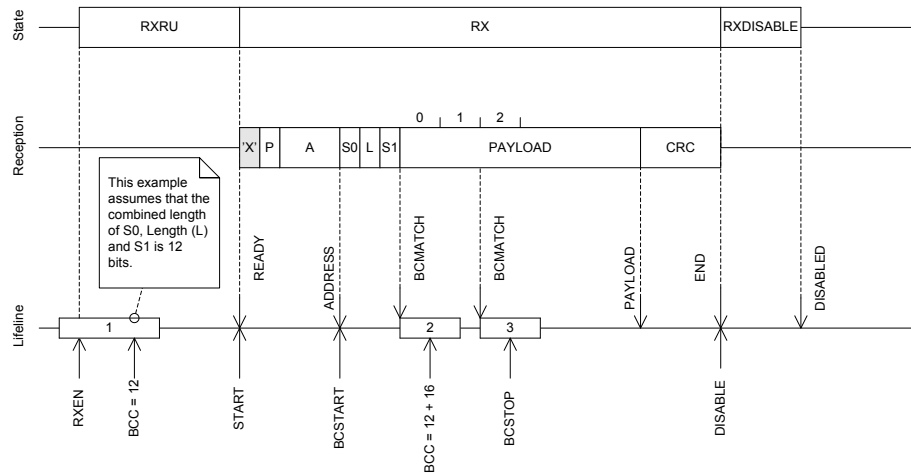 State
RXRU
RX
RXDISABLE
Reception
0
1
2
'X'
P
A
S0
L
S1
PAYLOAD
CRC
This example
assumes that the
combined length
of S0, Length (L)
and S1 is 12
bits.
READY
ADDRESS
BCMATCH
BCMATCH
PAYLOAD
END
DISABLED
Lifeline
1
2
3
RXEN
BCC = 12
START
BCSTART
BCC = 12 + 16
BCSTOP
DISABLE